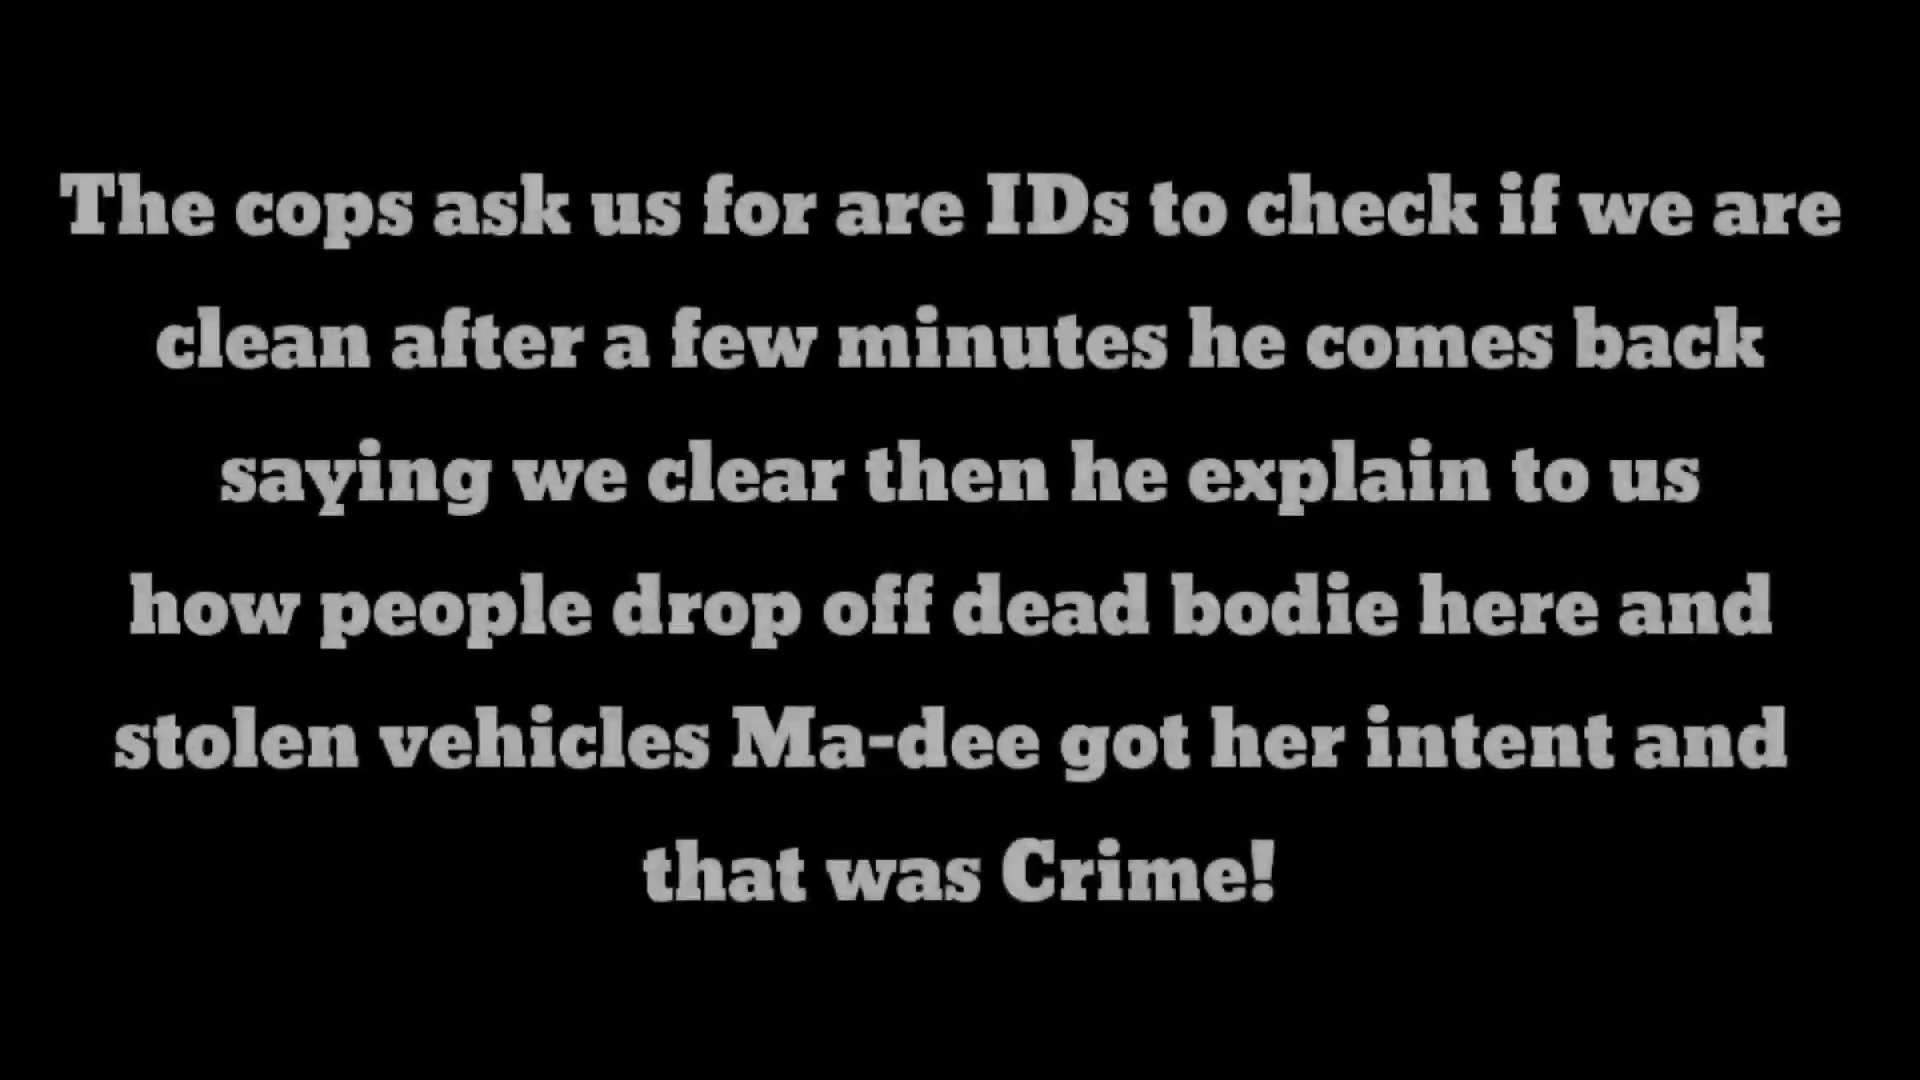 The cops ask us for are IDs to check if we are
clean after a few minutes he comes back
saying we clear then he explain to us
how people drop off dead bodie here and
stolen vehicles Ma-dee got her intent and
that was Crime!